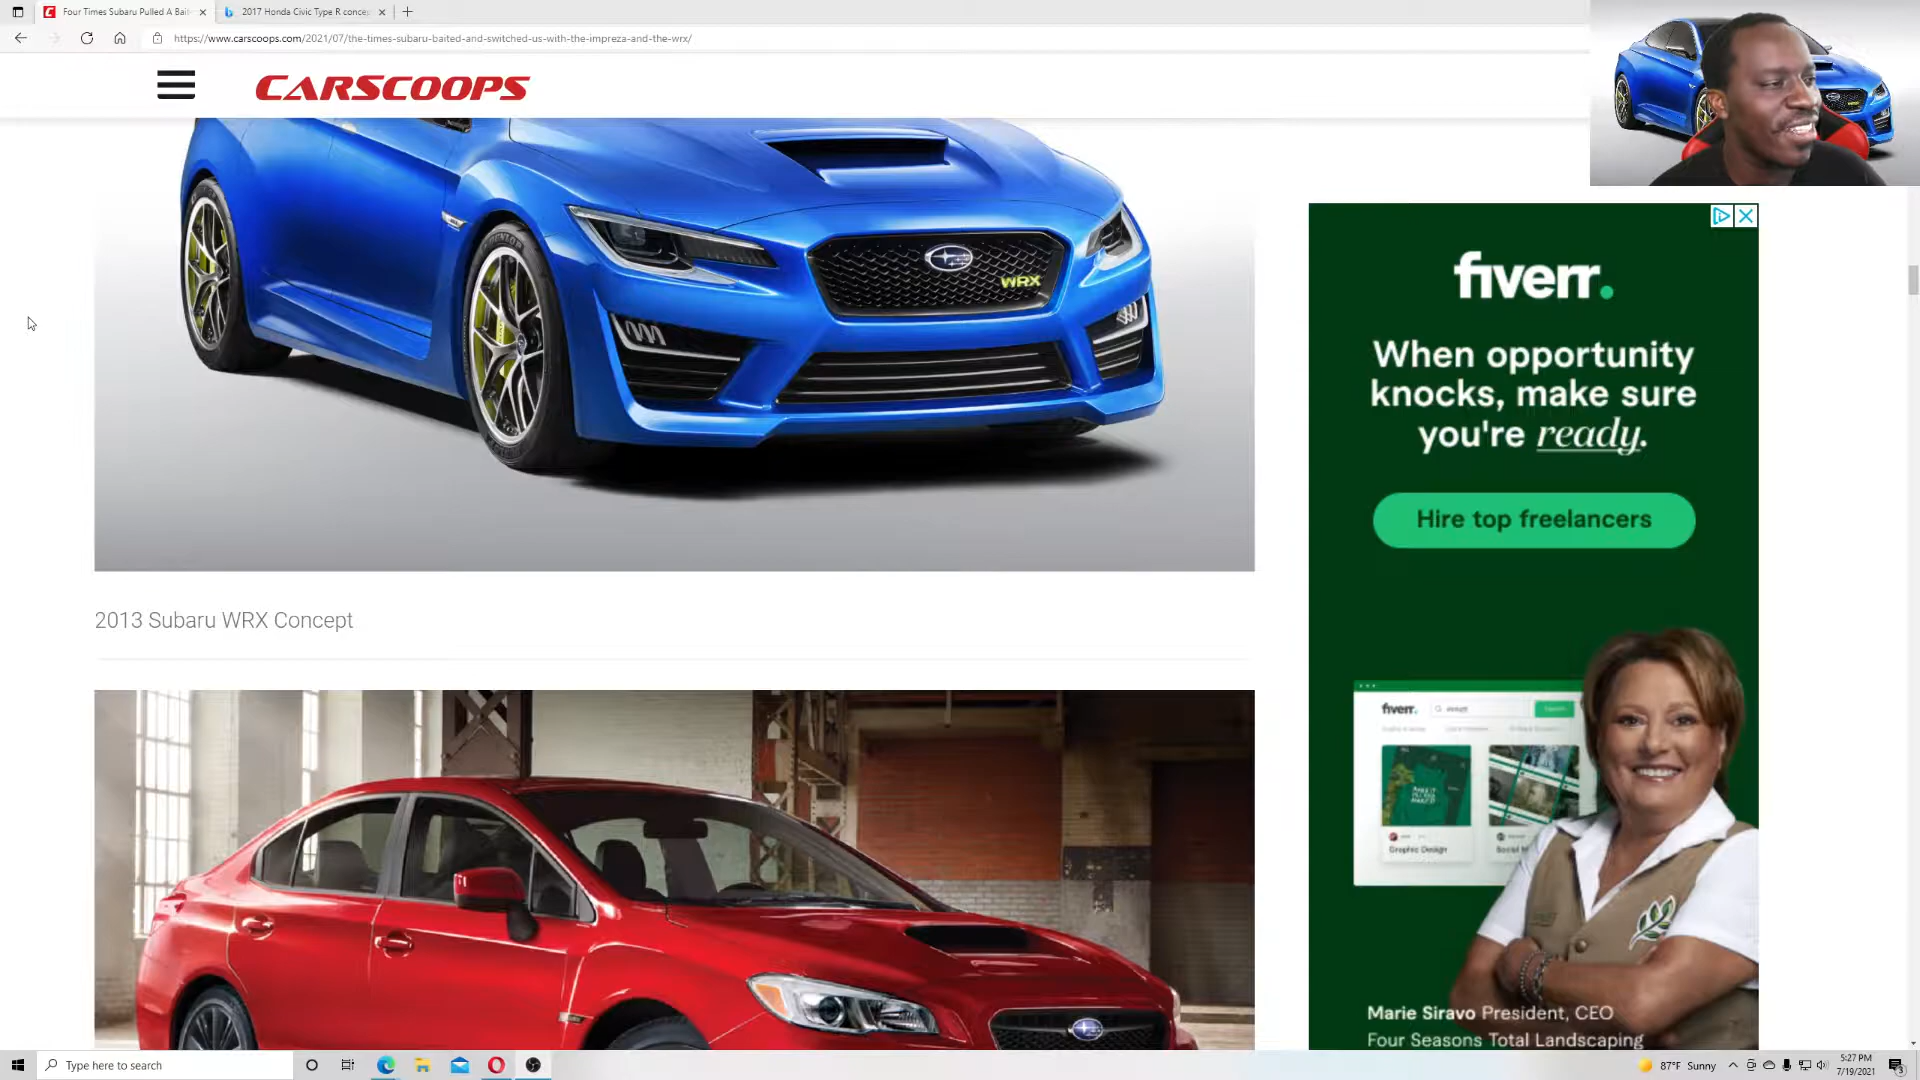 Four Times Subaru Pulled A Bait
2017 Honda Civic Type R concep
https://www.carscoops.com/2021/07/the-times-subaru-baited-and-switched-us-with-the-impreza-and-the-wrx/
CARSCOOPS
WRX
2013 Subaru WRX Concept
fiverr.
When opportunity
knocks, make sure
you're ready.
Hire top freelancers
fiverr.
Graphic Design
Social M
Marie Siravo President, CEO
Four Seasons Total Landscaping
Type here to search
87°F Sunny
5:27 PM
7/19/2021